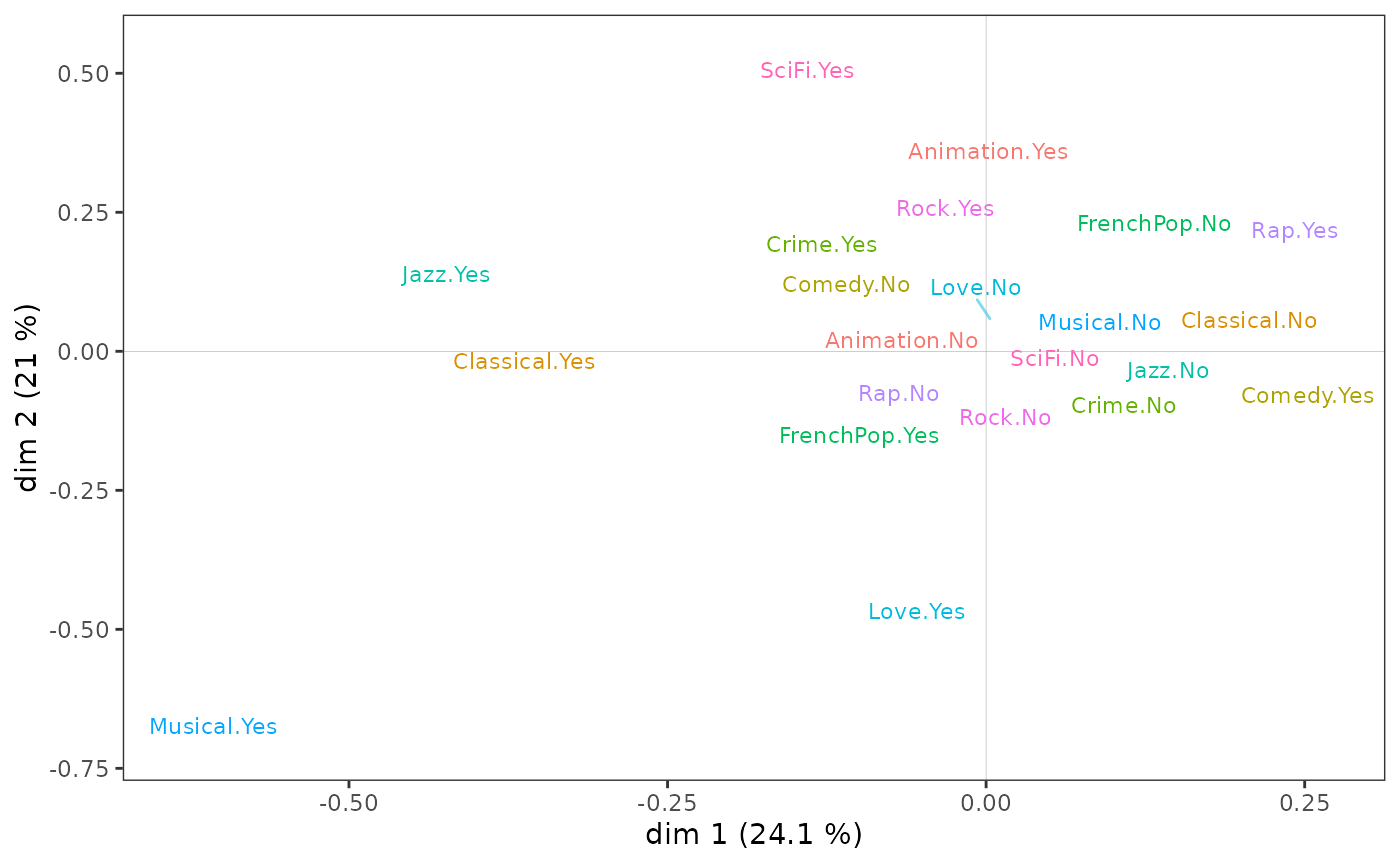 SciFi.Yes
0.50
Animation.Yes
Rock.Yes
0.25
FrenchPop.No
Rap.Yes
Crime.Yes
Jazz.Yes
Comedy.No
Love.No
Musical.No
Classical.No
Animation.No
0.00
SciFi.No
Classical.Yes
Jazz.No
Rap.No
Comedy.Yes
Crime.No
Rock.No
FrenchPop.Yes
dim 2 (21 %)
-0.25
Love.Yes
-0.50
Musical.Yes
-0.75
-0.50
-0.25
0.00
0.25
dim 1 (24.1 %)